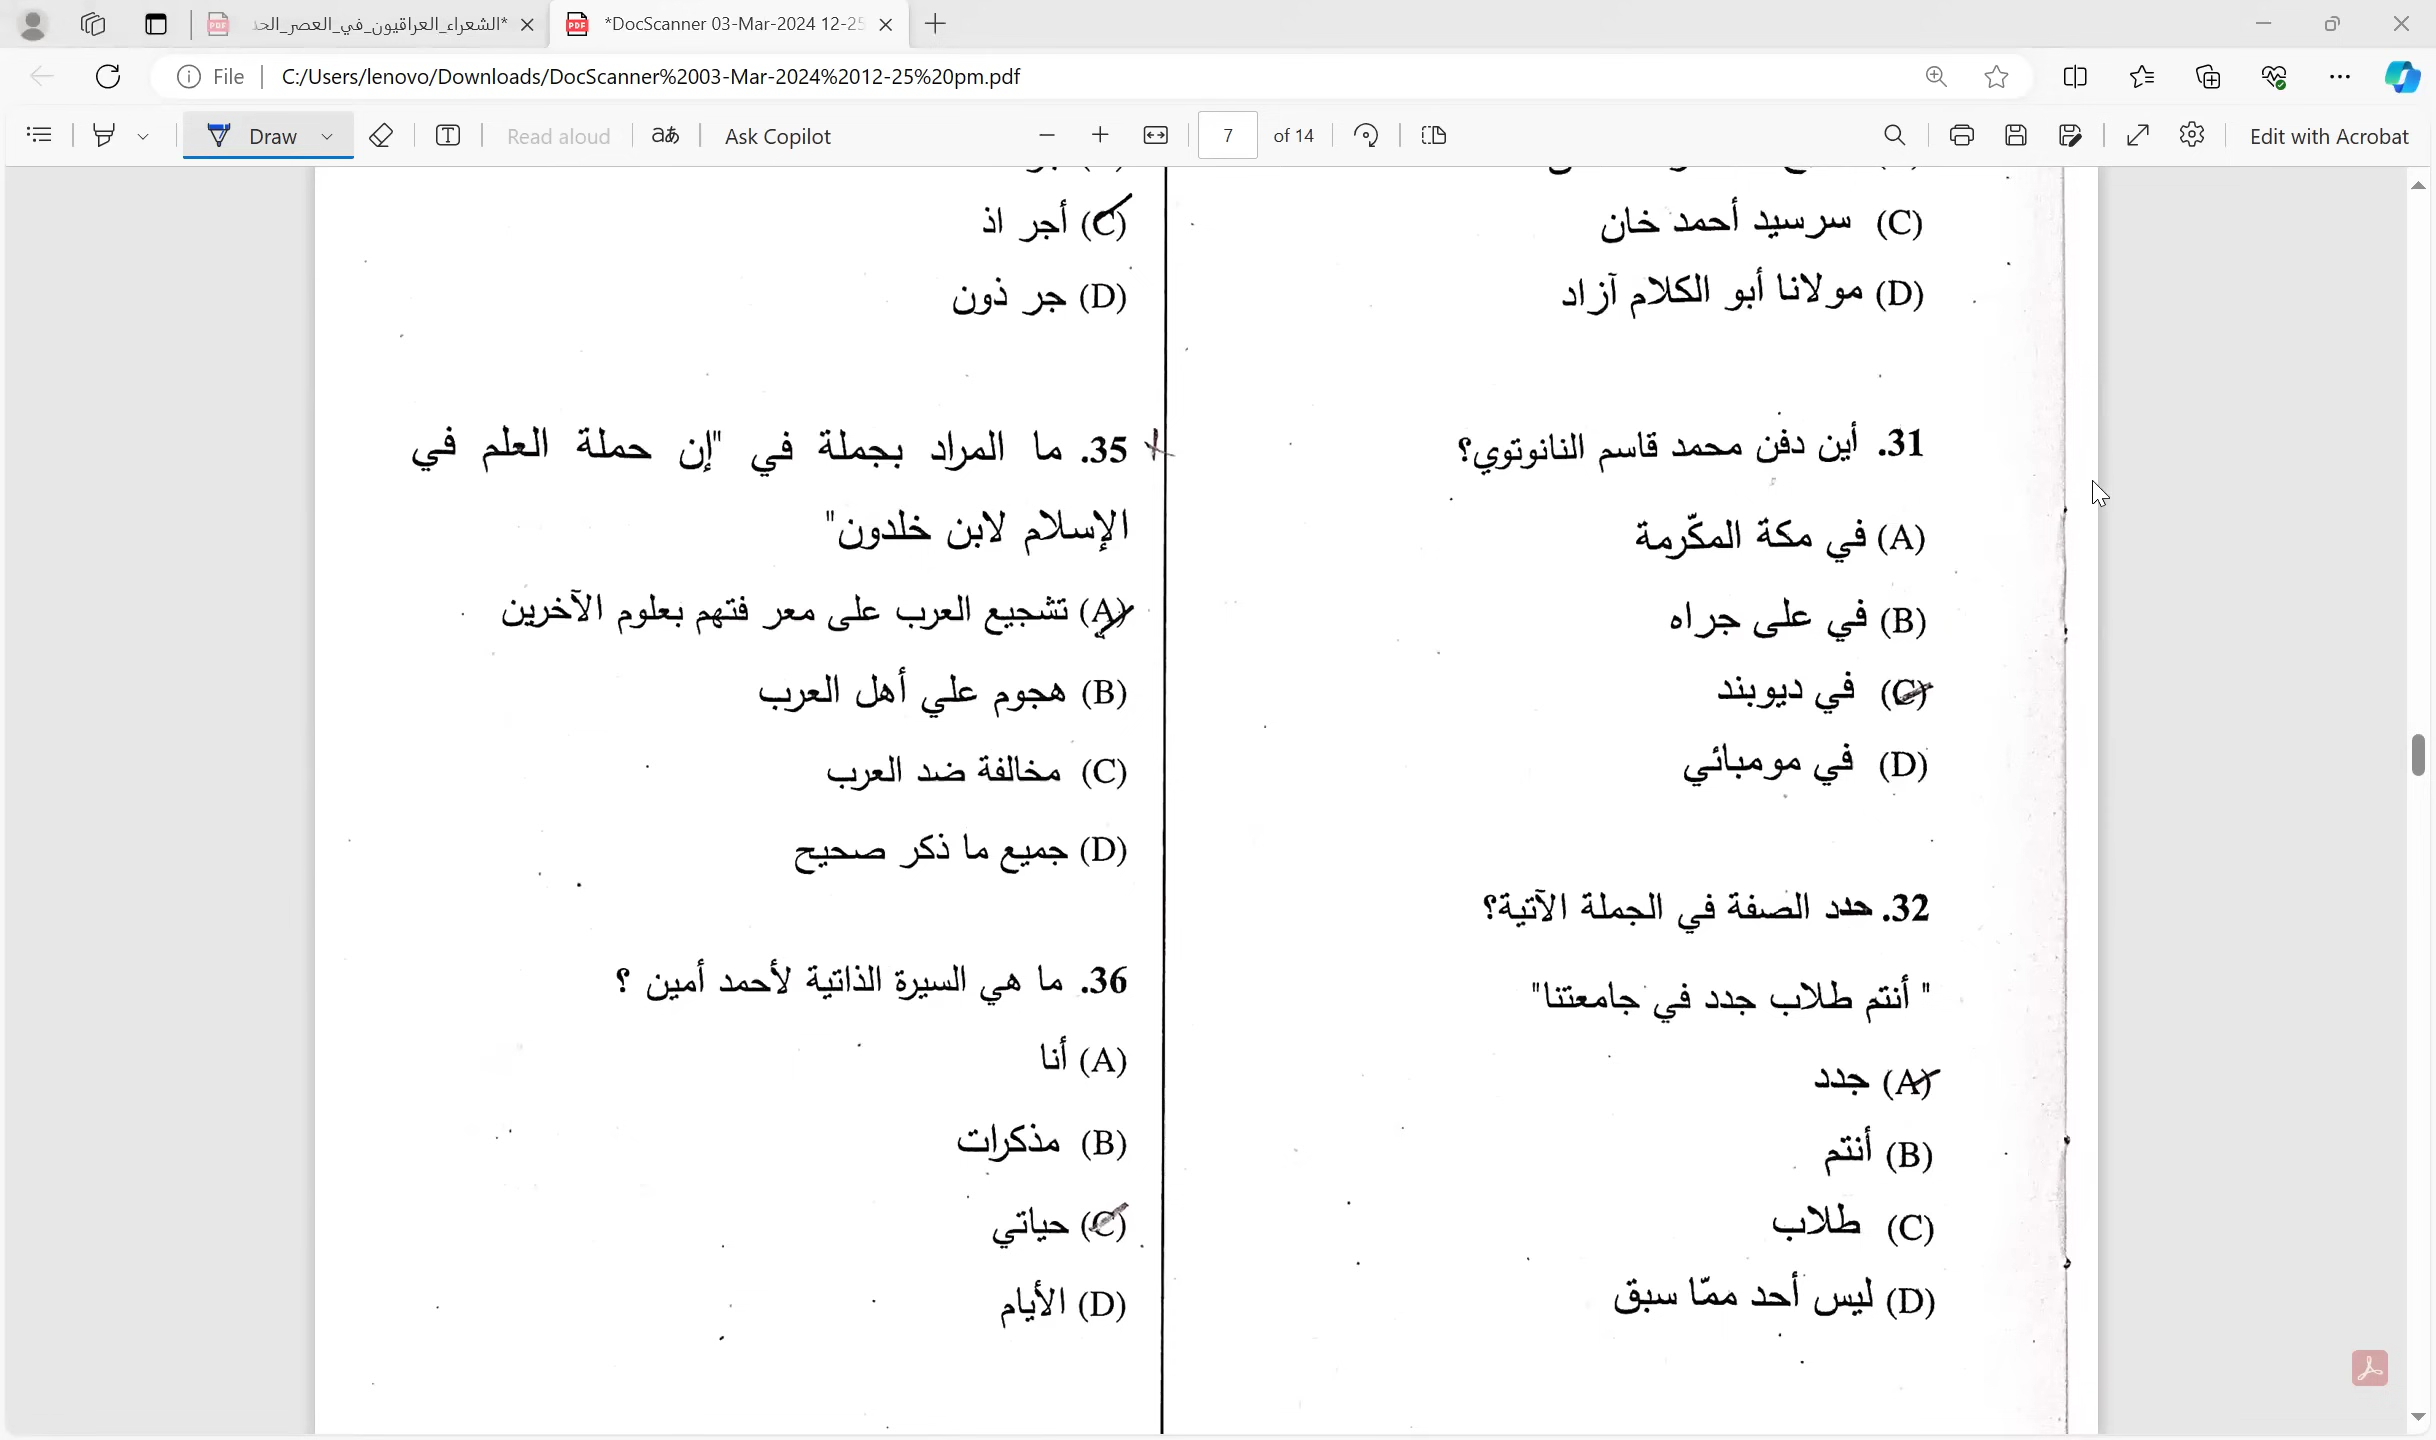 *الشعراء_العراقيون_في_العصر_الحد
*DocScanner 03-Mar-2024 12-25
File
C:/Users/lenovo/Downloads/DocScanner%2003-Mar-2024%2012-25%20pm.pdf
Draw
Read aloud
aあ
Ask Copilot
7 of 14
Edit with Acrobat
(C) سرسيد أحمد خان
(D) مولانا أبو الكلام آزاد
31. أين دفن محمد قاسم النانوتوي؟
(A) في مكة المكّرمة
(B) في على جراه
(C) في ديوبند
(D) في مومبائي
32. حدد الصفة في الجملة الآتية؟
" أنتم طلاب جدد في جامعتنا"
(A) جدد
(B) أنتم
(C) طلاب
(D) ليس أحد ممّا سبق
(C) أجر اذ
(D) جر ذون
35. ما المراد بجملة في "إن حملة العلم في
الإسلام لابن خلدون"
(A) تشجيع العرب على معر فتهم بعلوم الآخرين
(B) هجوم علي أهل العرب
(C) مخالفة ضد العرب
(D) جميع ما ذكر صحيح
36. ما هي السيرة الذاتية لأحمد أمين ؟
(A) أنا
(B) مذكرات
(C) حياتي
(D) الأيام